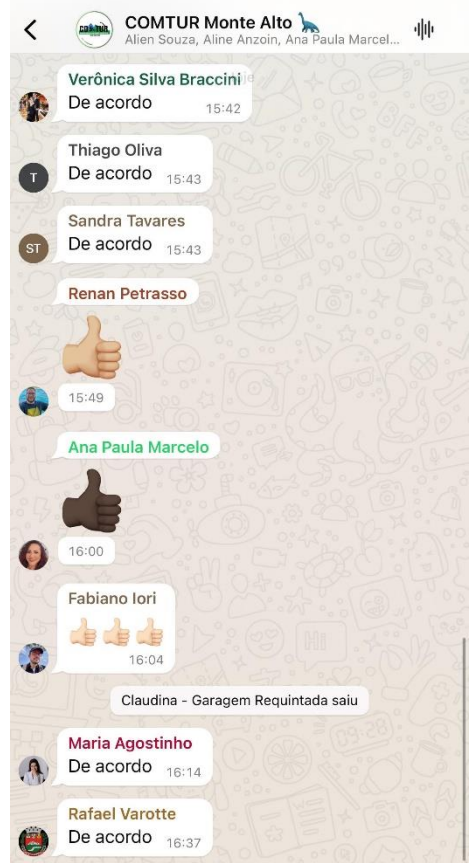 COMTUR Monte Alto
Alien Souza, Aline Anzoin, Ana Paula Marcel...
Verônica Silva Braccini
De acordo 15:42
T
Thiago Oliva
De acordo 15:43
ST
Sandra Tavares
De acordo 15:43
Renan Petrasso
15:49
Ana Paula Marcelo
16:00
Fabiano Iori
16:04
Claudina - Garagem Requintada saiu
Maria Agostinho
De acordo 16:14
Rafael Varotte
De acordo 16:37